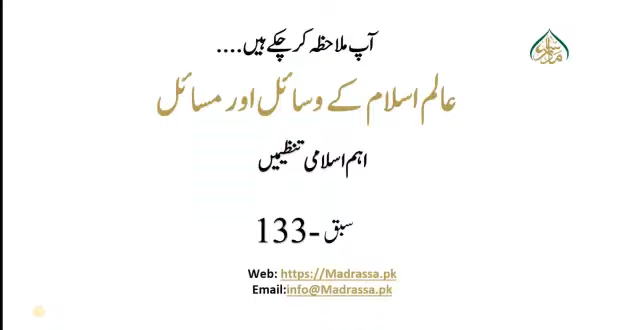 آپ ملاحظہ کر چکے ہیں....
عالم اسلام کے وسائل اور مسائل
اہم اسلامی تنظیمیں
سبق -133
Web: https://Madrassa.pk
Email:info@Madrassa.pk